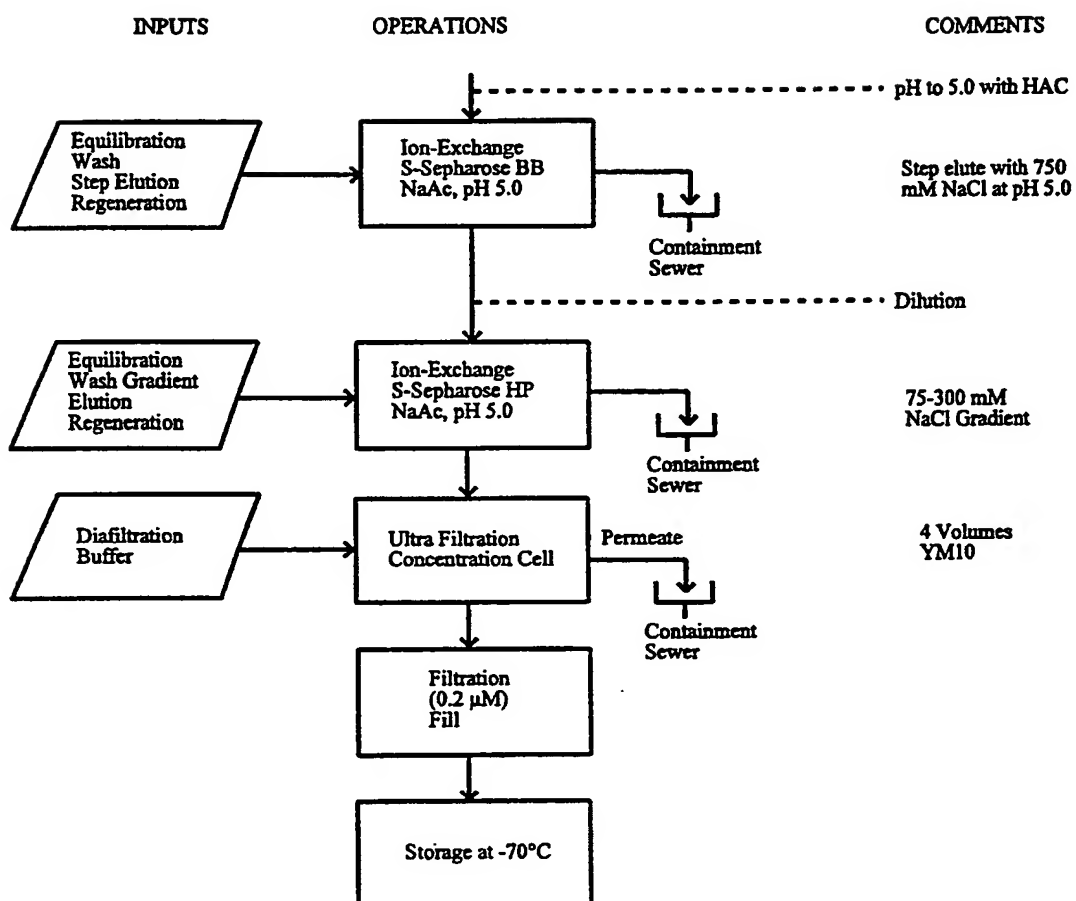 INPUTS
OPERATIONS
COMMENTS
pH to 5.0 with HAC
Equilibration
Wash
Step Elution
Regeneration
Ion-Exchange
S-Sepharose BB
NaAc, pH 5.0
Step elute with 750
mM NaCl at pH 5.0
Containment
Sewer
Dilution
Equilibration
Wash Gradient
Elution
Regeneration
Ion-Exchange
S-Sepharose HP
NaAc, pH 5.0
75-300 mM
NaCl Gradient
Containment
Sewer
Diafiltration
Buffer
Ultra Filtration
Concentration Cell
Permeate
4 Volumes
YM10
Containment
Sewer
Filtration
(0.2 μM)
Fill
Storage at -70°C